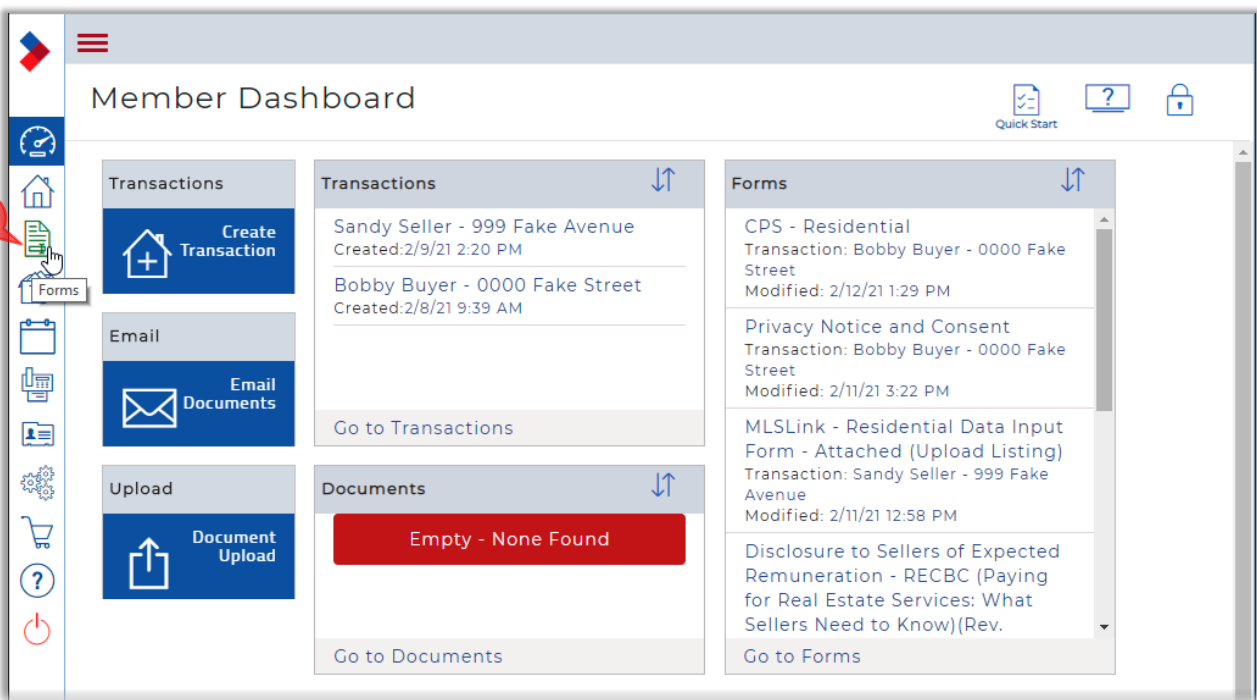 Member Dashboard
Quick Start
?
Forms
?
Transactions
Create
Transaction
Email
Email
Documents
Upload
Document
Upload
Transactions
Sandy Seller - 999 Fake Avenue
Created:2/9/21 2:20 PM
Bobby Buyer - 0000 Fake Street
Created:2/8/21 9:39 AM
Go to Transactions
Documents
Empty - None Found
Go to Documents
Forms
CPS - Residential
Transaction: Bobby Buyer - 0000 Fake
Street
Modified: 2/12/21 1:29 PM
Privacy Notice and Consent
Transaction: Bobby Buyer - 0000 Fake
Street
Modified: 2/11/21 3:22 PM
MLSLink - Residential Data Input
Form - Attached (Upload Listing)
Transaction: Sandy Seller - 999 Fake
Avenue
Modified: 2/11/21 12:58 PM
Disclosure to Sellers of Expected
Remuneration - RECBC (Paying
for Real Estate Services: What
Sellers Need to Know)(Rev.
Go to Forms